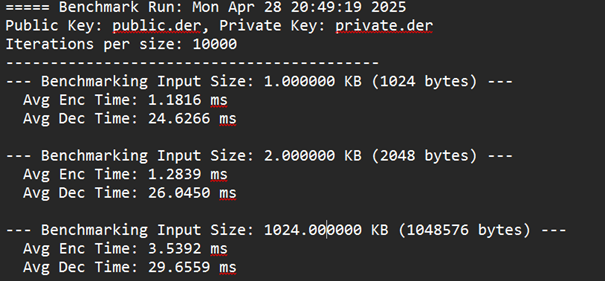 ===== Benchmark Run: Mon Apr 28 20:49:19 2025
Public Key: public.der, Private Key: private.der
Iterations per size: 10000
-----------------------------------------
--- Benchmarking Input Size: 1.000000 KB (1024 bytes) ---
  Avg Enc Time: 1.1816 ms
  Avg Dec Time: 24.6266 ms

--- Benchmarking Input Size: 2.000000 KB (2048 bytes) ---
  Avg Enc Time: 1.2839 ms
  Avg Dec Time: 26.0450 ms

--- Benchmarking Input Size: 1024.000000 KB (1048576 bytes) ---
  Avg Enc Time: 3.5392 ms
  Avg Dec Time: 29.6559 ms